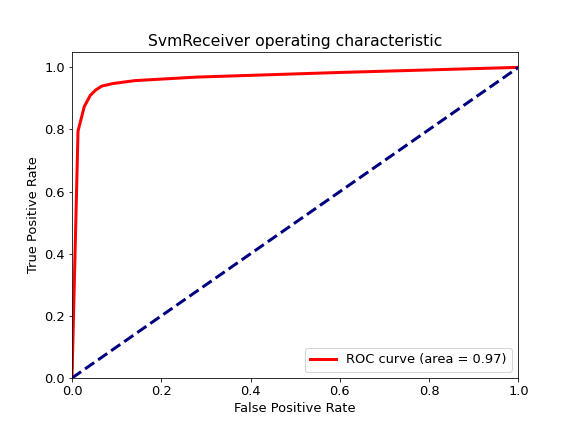 SvmReceiver operating characteristic
True Positive Rate
1.0
0.8
0.6
0.4
0.2
0.0
ROC curve (area = 0.97)
0.0 0.2 0.4 0.6 0.8 1.0
False Positive Rate